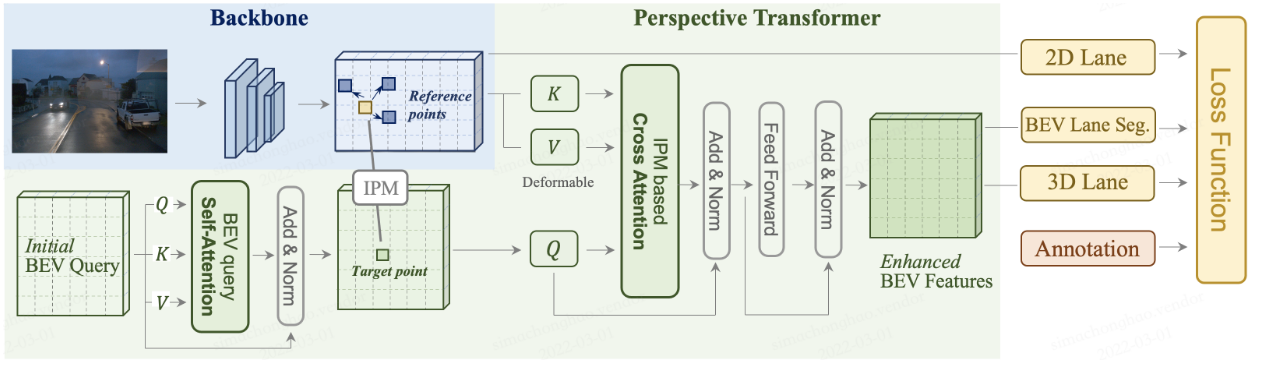 Backbone
Perspective Transformer
Reference
points
K
V
Deformable
IPM based
Cross Attention
Add & Norm
Feed Forward
Add & Norm
2D Lane
BEV Lane Seg.
3D Lane
Annotation
Loss Function
IPM
Initial
BEV Query
Q
K
V
BEV query
Self-Attention
Add & Norm
Target point
Q
Enhanced
BEV Features